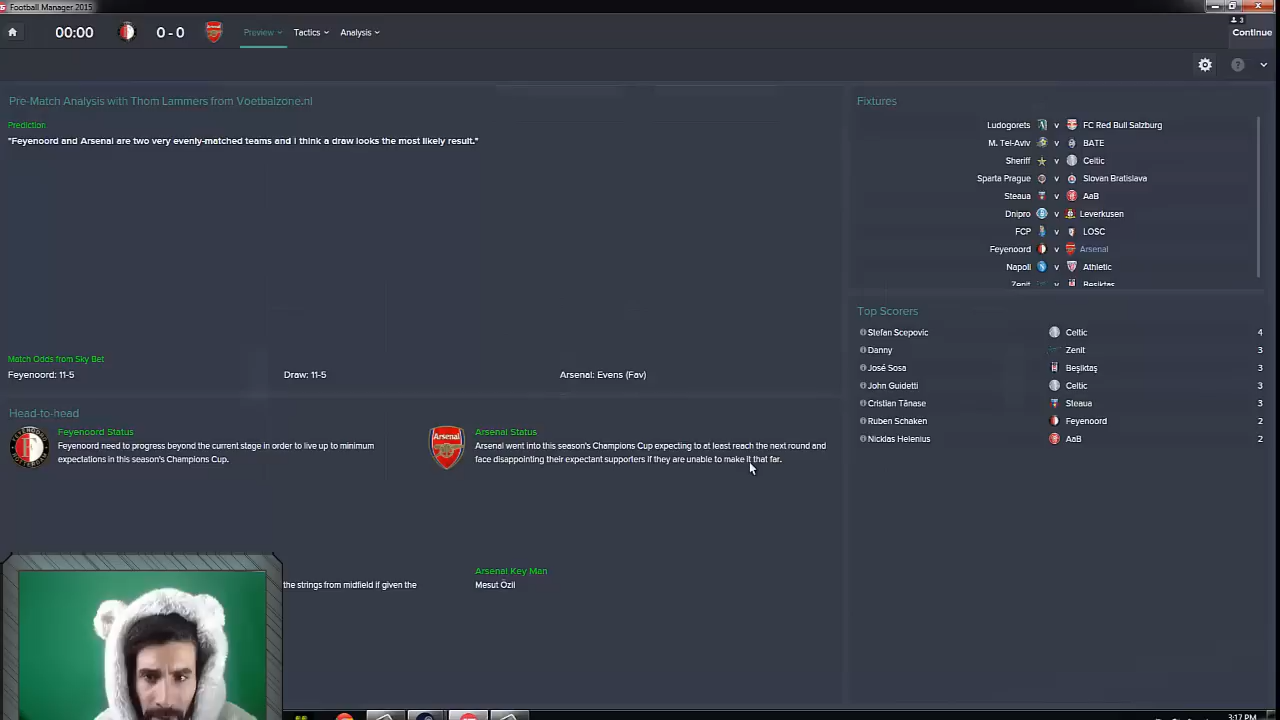 Football Manager 2015
00:00
0 - 0
Preview
Tactics
Analysis
3
Continue
?
Pre-Match Analysis with Thom Lammers from Voetbalzone.nl
Prediction
"Feyenoord and Arsenal are two very evenly-matched teams and I think a draw looks the most likely result."
Match Odds from Sky Bet
Feyenoord: 11-5
Draw: 11-5
Arsenal: Evens (Fav)
Head-to-head
Feyenoord Status
Feyenoord need to progress beyond the current stage in order to live up to minimum
expectations in this season's Champions Cup.
Arsenal
Arsenal Status
Arsenal went into this season's Champions Cup expecting to at least reach the next round and
face disappointing their expectant supporters if they are unable to make it that far.
the strings from midfield if given the
Arsenal Key Man
Mesut Özil
Fixtures
Ludogorets v FC Red Bull Salzburg
M. Tel-Aviv v BATE
Sheriff v Celtic
Sparta Prague v Slovan Bratislava
Steaua v AaB
Dnipro v Leverkusen
FCP v LOSC
Feyenoord v Arsenal
Napoli v Athletic
Zenit v Beşiktaş
Top Scorers
Stefan Scepovic Celtic 4
Danny Zenit 3
José Sosa Beşiktaş 3
John Guidetti Celtic 3
Cristian Tănase Steaua 3
Ruben Schaken Feyenoord 2
Nicklas Helenius AaB 2
3:17 PM